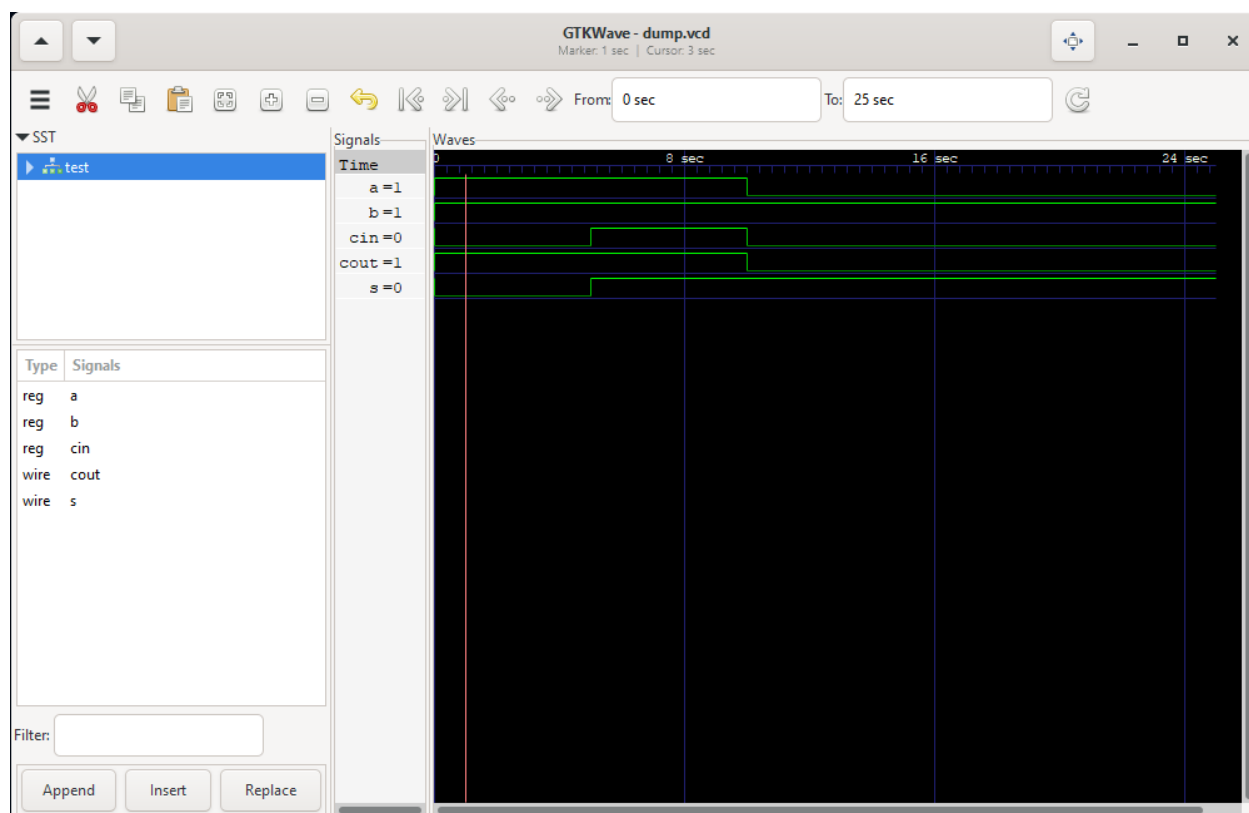 GTKWave - dump.vcd
Marker: 1 sec | Cursor: 3 sec
From: 0 sec To: 25 sec
SST
test
Type Signals
reg a
reg b
reg cin
wire cout
wire s
Filter:
Append Insert Replace
Signals
Time
a =1
b =1
cin =0
cout =1
s =0
Waves
0 8 sec 16 sec 24 sec